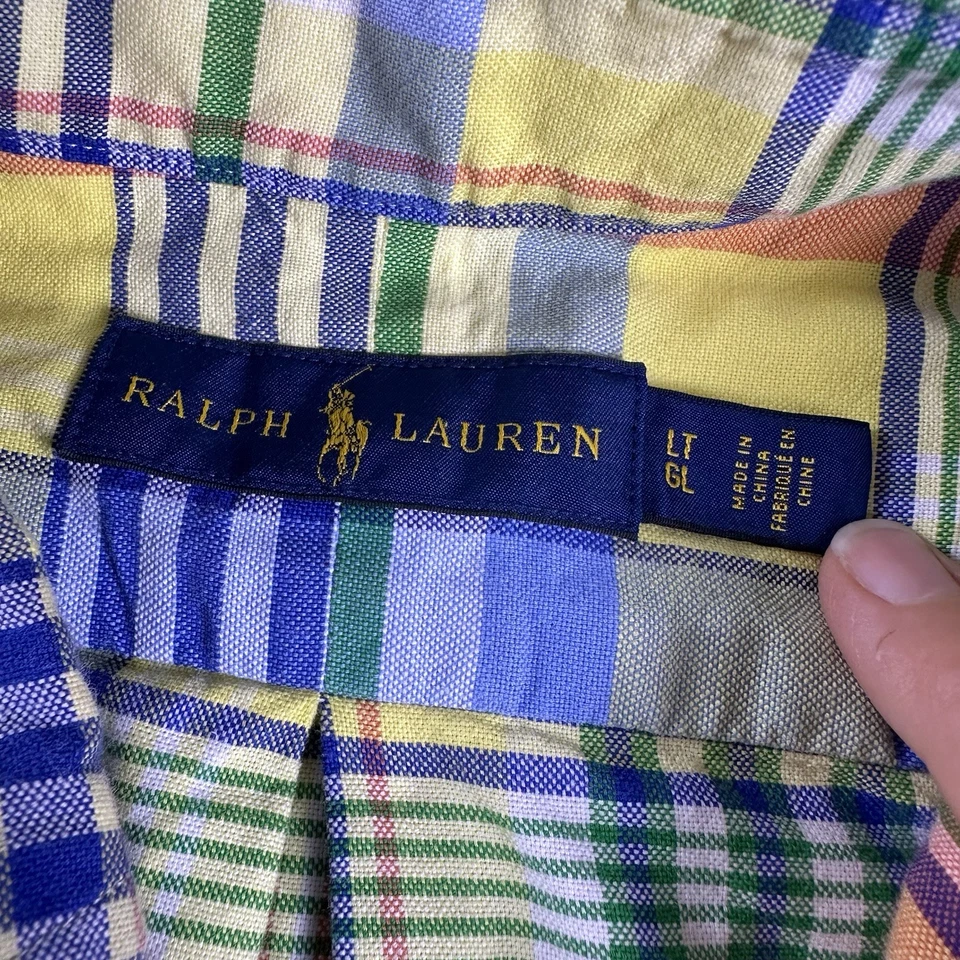 RALPH LAUREN
LT
GL
MADE IN
CHINA
FABRIQUÉ EN
CHINE